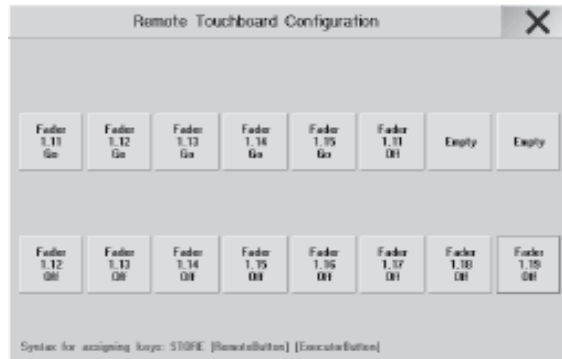 Remote Touchboard Configuration
Fader 1.11 Go
Fader 1.12 Go
Fader 1.13 Go
Fader 1.14 Go
Fader 1.15 Go
Fader 1.11 Off
Empty
Empty
Fader 1.12 Off
Fader 1.13 Off
Fader 1.14 Off
Fader 1.15 Off
Fader 1.16 Off
Fader 1.17 Off
Fader 1.18 Off
Fader 1.19 Off
Syntax for assigning keys: STORE [RemoteButton] [ExecutorButton]